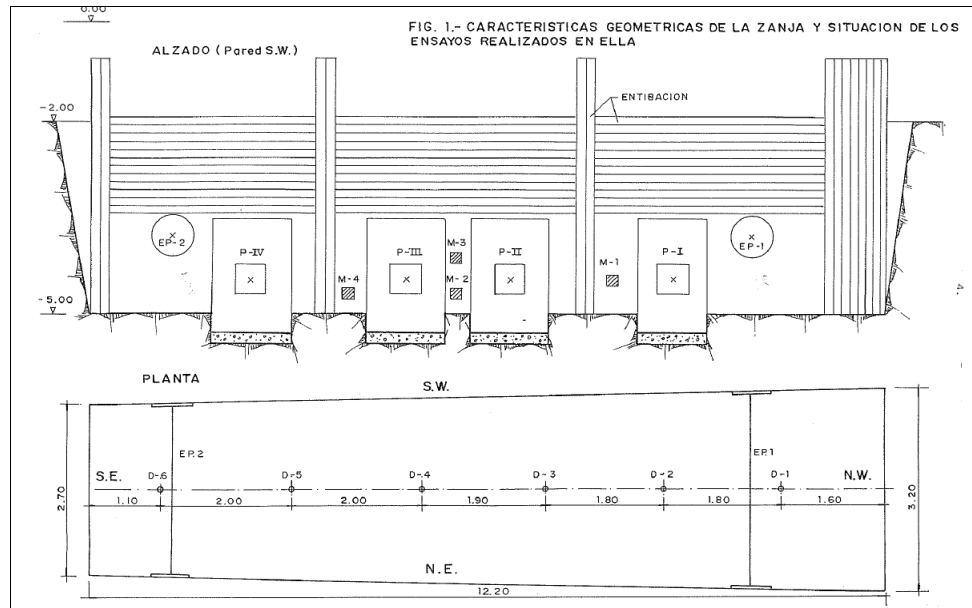 0.00
FIG. 1.- CARACTERISTICAS GEOMETRICAS DE LA ZANJA Y SITUACION DE LOS
ENSAYOS REALIZADOS EN ELLA
ALZADO (Pared S.W.)
ENTIBACION
-2.00
EP-2
P-IV
P-III
M-3
P-II
EP-1
P-I
M-4
M-2
M-1
-5.00
4.
PLANTA
S.W.
EP.2
EP.1
S.E.
D-.6
D-5
D-.4
D-3
D-2
D-1
N.W.
1.10
2.00
2.00
1.90
1.80
1.80
1.60
2.70
3.20
N.E.
12.20